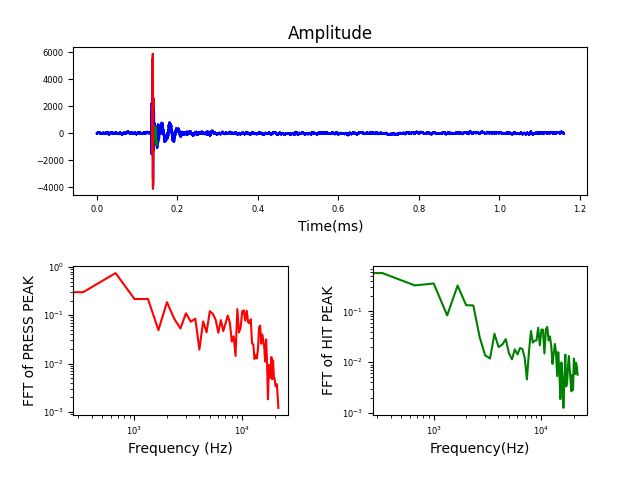 Amplitude
6000
4000
2000
0
−2000
−4000
0.0 0.2 0.4 0.6 0.8 1.0 1.2
Time(ms)
FFT of PRESS PEAK
10⁰
10⁻¹
10⁻²
10⁻³
10³ 10⁴
Frequency (Hz)
FFT of HIT PEAK
10⁻¹
10⁻²
10⁻³
10³ 10⁴
Frequency(Hz)